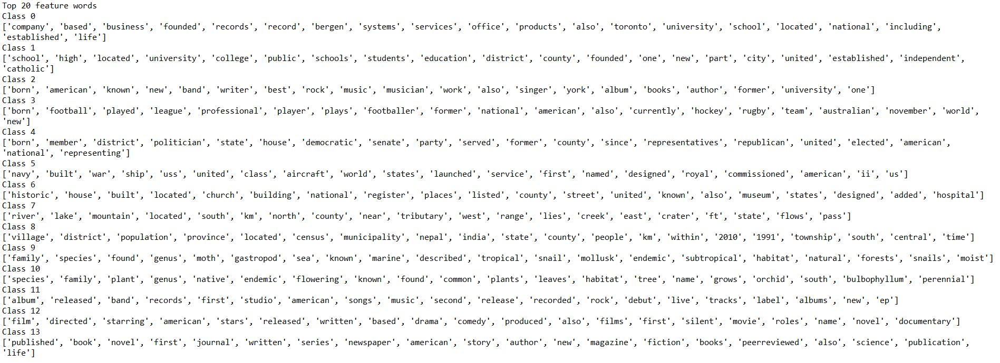 Top 20 feature words
Class 0
['company', 'based', 'business', 'founded', 'records', 'record', 'bergen', 'systems', 'services', 'office', 'products', 'also', 'toronto', 'university', 'school', 'located', 'national', 'including',
'established', 'life']
Class 1
['school', 'high', 'located', 'university', 'college', 'public', 'schools', 'students', 'education', 'district', 'county', 'founded', 'one', 'new', 'part', 'city', 'united', 'established', 'independent',
'catholic']
Class 2
['born', 'american', 'known', 'new', 'band', 'writer', 'best', 'rock', 'music', 'musician', 'work', 'also', 'singer', 'york', 'album', 'books', 'author', 'former', 'university', 'one']
Class 3
['born', 'football', 'played', 'league', 'professional', 'player', 'plays', 'footballer', 'former', 'national', 'american', 'also', 'currently', 'hockey', 'rugby', 'team', 'australian', 'november', 'world',
'new']
Class 4
['born', 'member', 'district', 'politician', 'state', 'house', 'democratic', 'senate', 'party', 'served', 'former', 'county', 'since', 'representatives', 'republican', 'united', 'elected', 'american',
'national', 'representing']
Class 5
['navy', 'built', 'war', 'ship', 'uss', 'united', 'class', 'aircraft', 'world', 'states', 'launched', 'service', 'first', 'named', 'designed', 'royal', 'commissioned', 'american', 'ii', 'us']
Class 6
['historic', 'house', 'built', 'located', 'church', 'building', 'national', 'register', 'places', 'listed', 'county', 'street', 'united', 'known', 'also', 'museum', 'states', 'designed', 'added', 'hospital']
Class 7
['river', 'lake', 'mountain', 'located', 'south', 'km', 'north', 'county', 'near', 'tributary', 'west', 'range', 'lies', 'creek', 'east', 'crater', 'ft', 'state', 'flows', 'pass']
Class 8
['village', 'district', 'population', 'province', 'located', 'census', 'municipality', 'nepal', 'india', 'state', 'county', 'people', 'km', 'within', '2010', '1991', 'township', 'south', 'central', 'time']
Class 9
['family', 'species', 'found', 'genus', 'moth', 'gastropod', 'sea', 'known', 'marine', 'described', 'tropical', 'snail', 'mollusk', 'endemic', 'subtropical', 'habitat', 'natural', 'forests', 'snails', 'moist']
Class 10
['species', 'family', 'plant', 'genus', 'native', 'endemic', 'flowering', 'known', 'found', 'common', 'plants', 'leaves', 'habitat', 'tree', 'name', 'grows', 'orchid', 'south', 'bulbophyllum', 'perennial']
Class 11
['album', 'released', 'band', 'records', 'first', 'studio', 'american', 'songs', 'music', 'second', 'release', 'recorded', 'rock', 'debut', 'live', 'tracks', 'label', 'albums', 'new', 'ep']
Class 12
['film', 'directed', 'starring', 'american', 'stars', 'released', 'written', 'based', 'drama', 'comedy', 'produced', 'also', 'films', 'first', 'silent', 'movie', 'roles', 'name', 'novel', 'documentary']
Class 13
['published', 'book', 'novel', 'first', 'journal', 'written', 'series', 'newspaper', 'american', 'story', 'author', 'new', 'magazine', 'fiction', 'books', 'peerreviewed', 'also', 'science', 'publication',
'life']